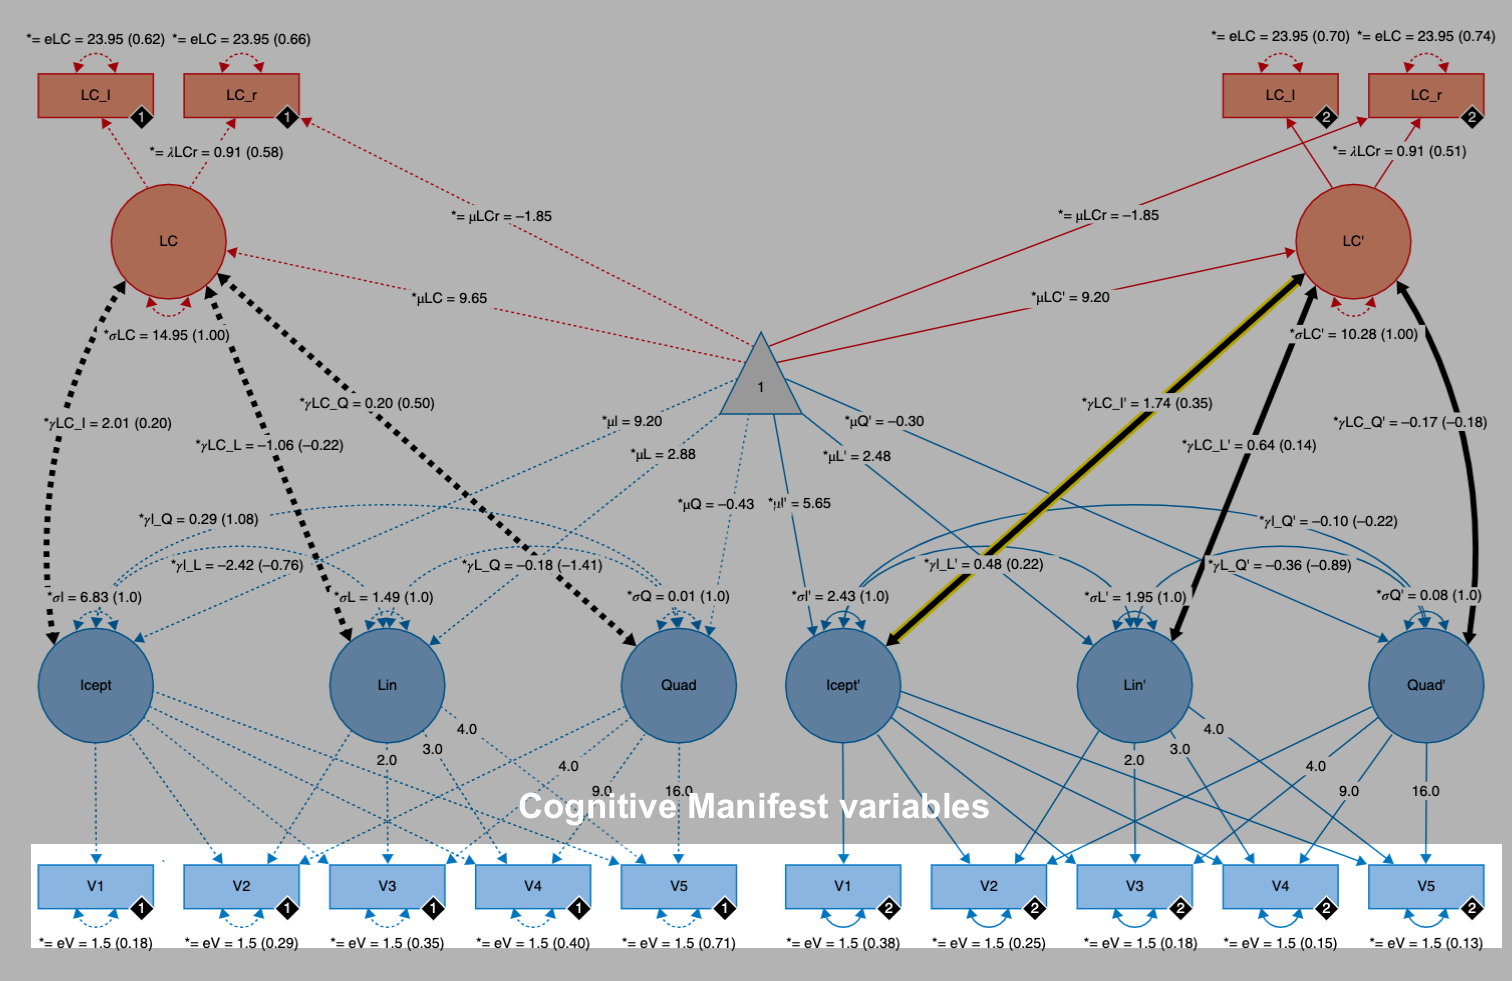 *= eLC = 23.95 (0.62) *= eLC = 23.95 (0.66) *= eLC = 23.95 (0.70) *= eLC = 23.95 (0.74)
LC_l LC_r LC_l LC_r
1 1 2 2
*= λLCr = 0.91 (0.58) *= λLCr = 0.91 (0.51)
*= μLCr = −1.85 *= μLCr = −1.85
LC LC'
*μLC = 9.65 *μLC' = 9.20
*σLC = 14.95 (1.00) *σLC' = 10.28 (1.00)
1
*γLC_Q = 0.20 (0.50) *γLC_I' = 1.74 (0.35)
*γLC_I = 2.01 (0.20) *μI = 9.20 *μQ' = −0.30 *γLC_Q' = −0.17 (−0.18)
*γLC_L = −1.06 (−0.22) *μL = 2.88 *μL' = 2.48 *γLC_L' = 0.64 (0.14)
*μQ = −0.43 *μI' = 5.65
*γI_Q = 0.29 (1.08) *γI_Q' = −0.10 (−0.22)
*γI_L = −2.42 (−0.76) *γL_Q = −0.18 (−1.41) *γI_L' = 0.48 (0.22) *γL_Q' = −0.36 (−0.89)
*σI = 6.83 (1.0) *σL = 1.49 (1.0) *σQ = 0.01 (1.0) *σI' = 2.43 (1.0) *σL' = 1.95 (1.0) *σQ' = 0.08 (1.0)
Icept Lin Quad Icept' Lin' Quad'
4.0 4.0
3.0 3.0
2.0 4.0 2.0 4.0
9.0 16.0 9.0 16.0
Cognitive Manifest variables
V1 V2 V3 V4 V5 V1 V2 V3 V4 V5
1 1 1 1 1 2 2 2 2 2
*= eV = 1.5 (0.18) *= eV = 1.5 (0.29) *= eV = 1.5 (0.35) *= eV = 1.5 (0.40) *= eV = 1.5 (0.71) *= eV = 1.5 (0.38) *= eV = 1.5 (0.25) *= eV = 1.5 (0.18) *= eV = 1.5 (0.15) *= eV = 1.5 (0.13)